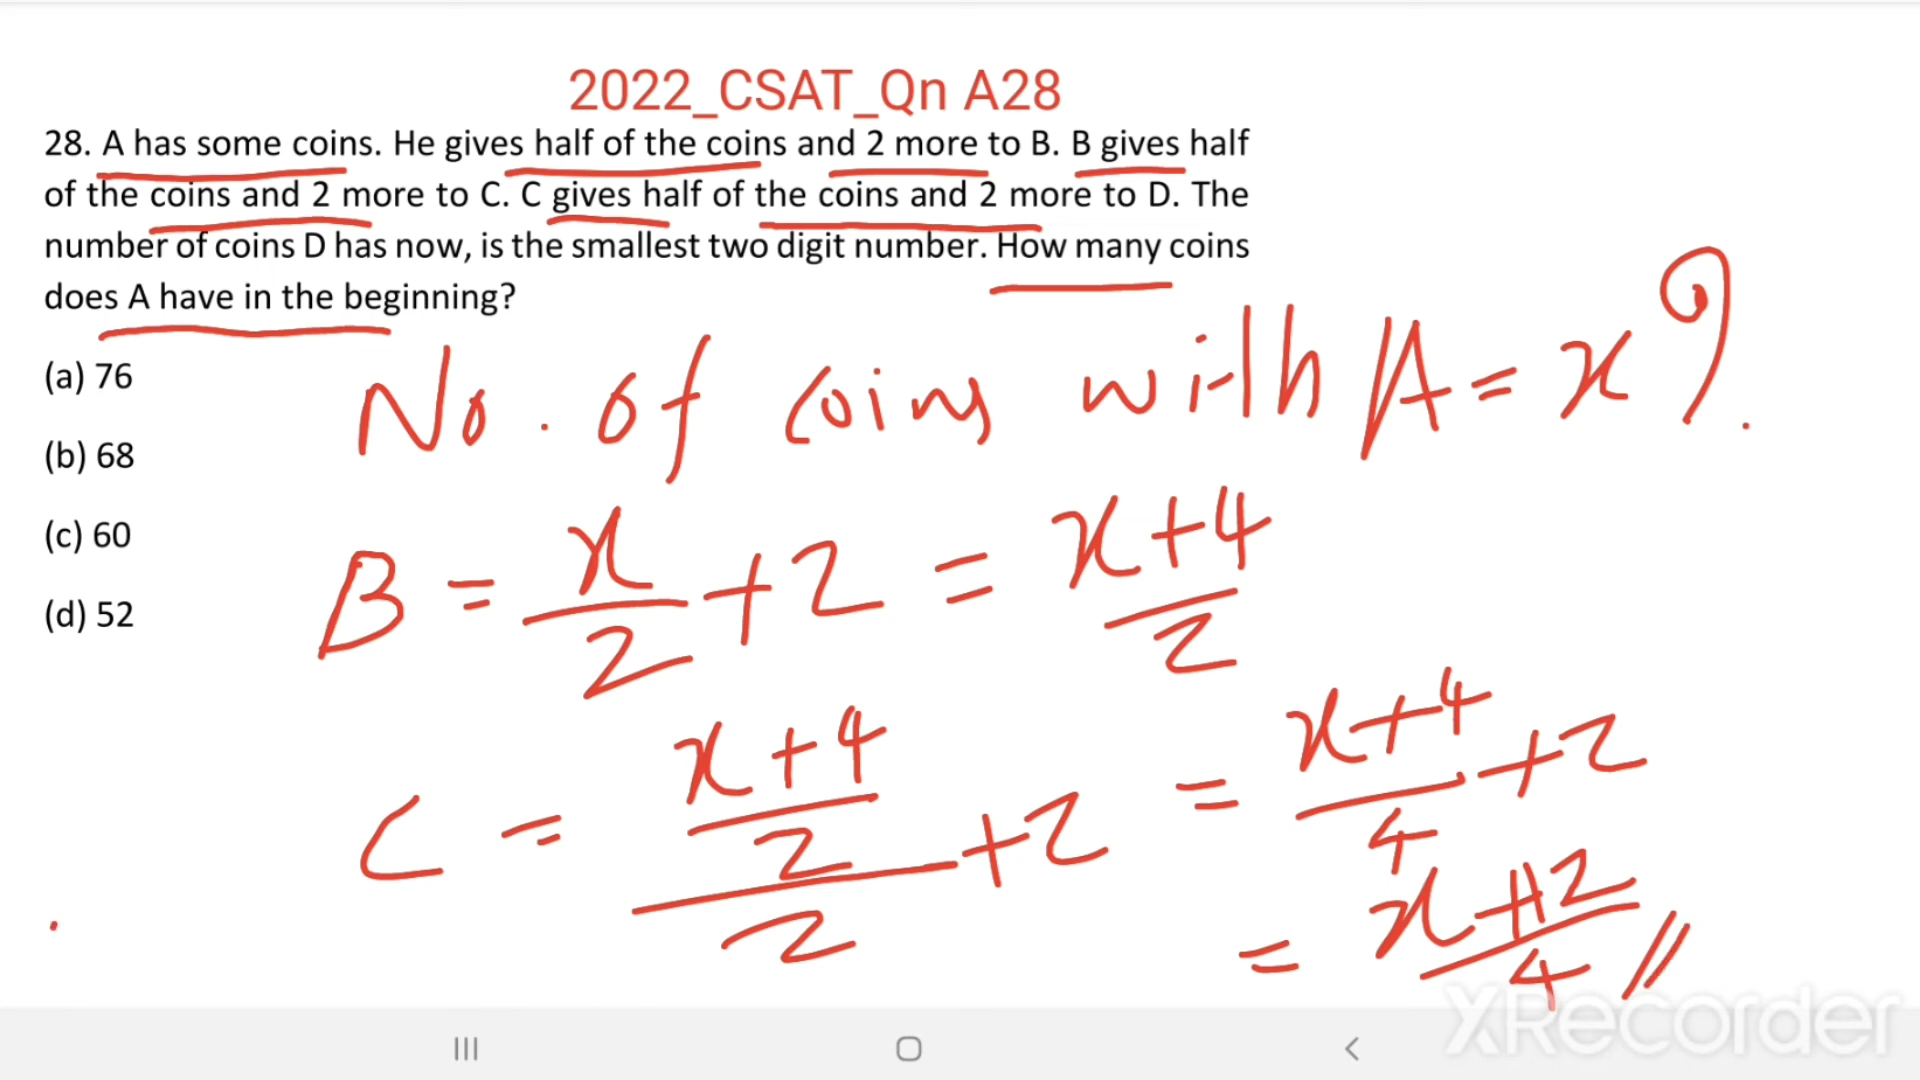 2022_CSAT_Qn A28
28. A has some coins. He gives half of the coins and 2 more to B. B gives half
of the coins and 2 more to C. C gives half of the coins and 2 more to D. The
number of coins D has now, is the smallest two digit number. How many coins
does A have in the beginning?
(a) 76
(b) 68
(c) 60
(d) 52
No. of coins with A = x ?
B = x/2 + 2 = x+4/2
C = x+4/2/2 + 2 = x+4/4 + 2
= x+12/4 //
XRecorder